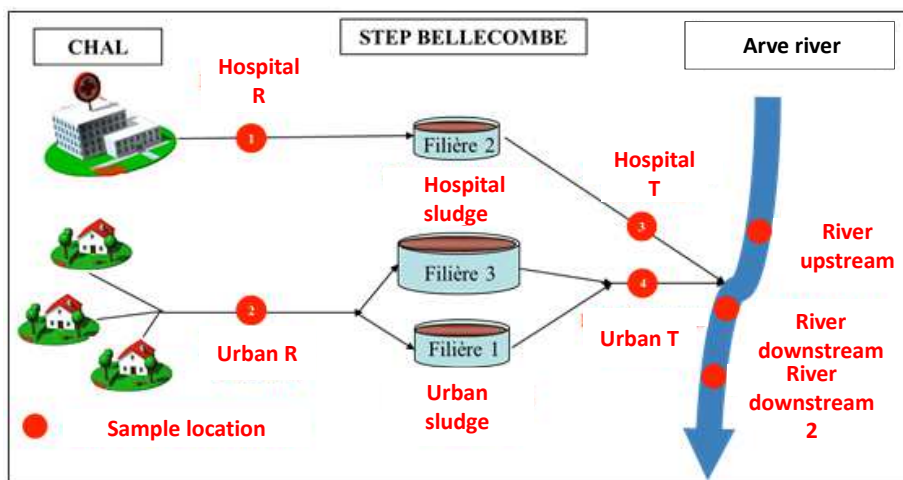 CHAL
STEP BELLECOMBE
Arve river
Hospital
R
1
Filière 2
Hospital
sludge
Hospital
T
3
River
upstream
Filière 3
2
Urban R
4
Urban T
Filière 1
Urban
sludge
River
downstream
River
downstream
2
Sample location